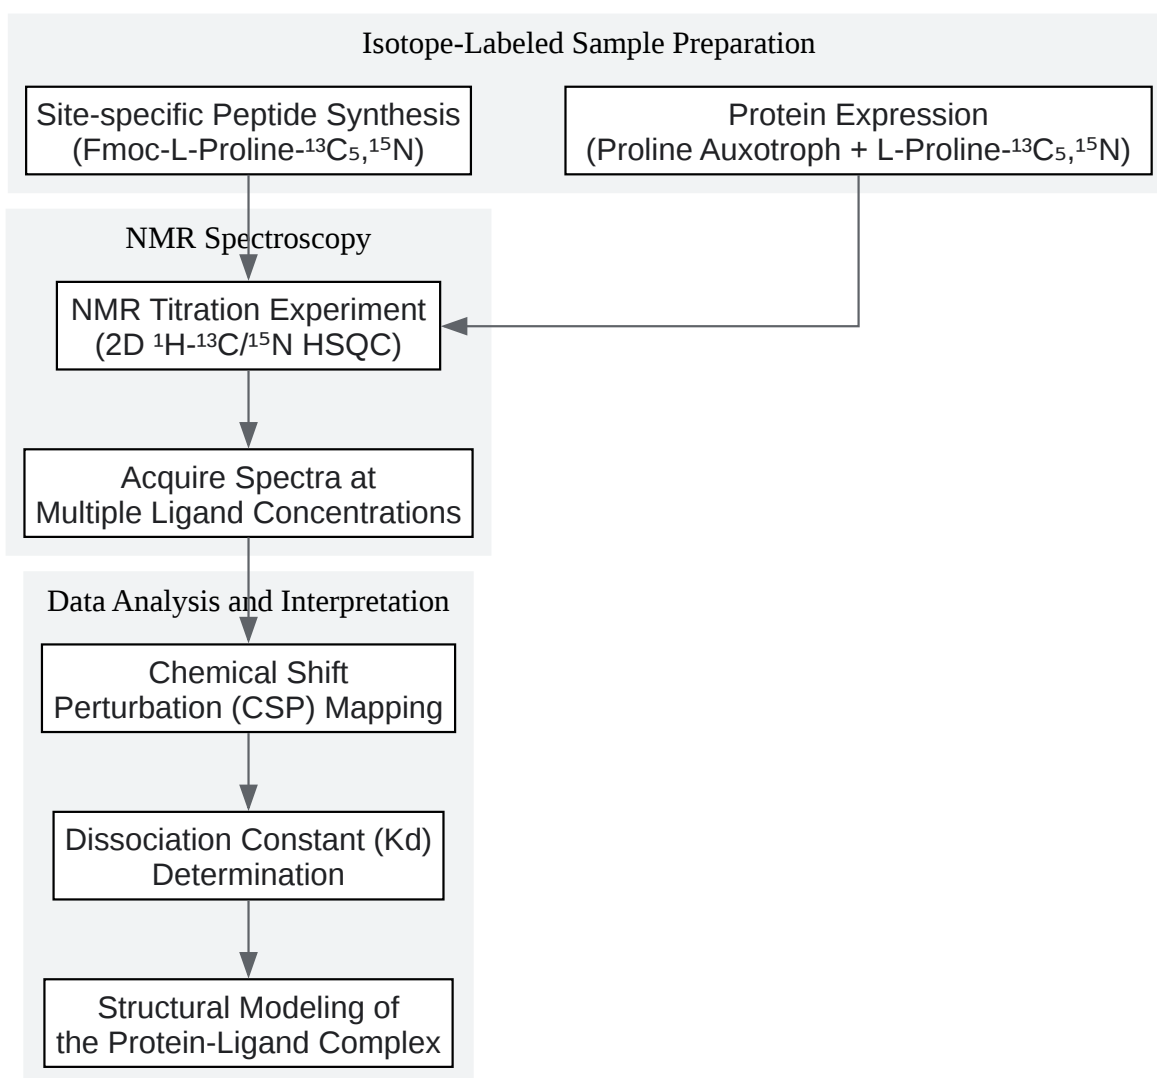 Isotope-Labeled Sample Preparation
Site-specific Peptide Synthesis
(Fmoc-L-Proline-¹³C₅,¹⁵N)
Protein Expression
(Proline Auxotroph + L-Proline-¹³C₅,¹⁵N)
NMR Spectroscopy
NMR Titration Experiment
(2D ¹H-¹³C/¹⁵N HSQC)
Acquire Spectra at
Multiple Ligand Concentrations
Data Analysis and Interpretation
Chemical Shift
Perturbation (CSP) Mapping
Dissociation Constant (Kd)
Determination
Structural Modeling of
the Protein-Ligand Complex